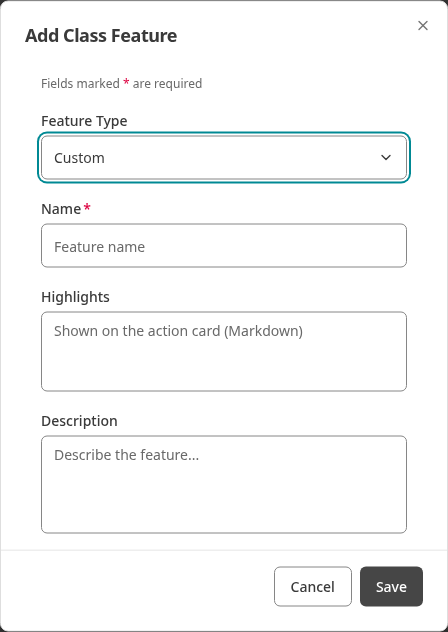 Add Class Feature
Fields marked * are required
Feature Type
Custom
Name*
Feature name
Highlights
Shown on the action card (Markdown)
Description
Describe the feature...
Cancel
Save